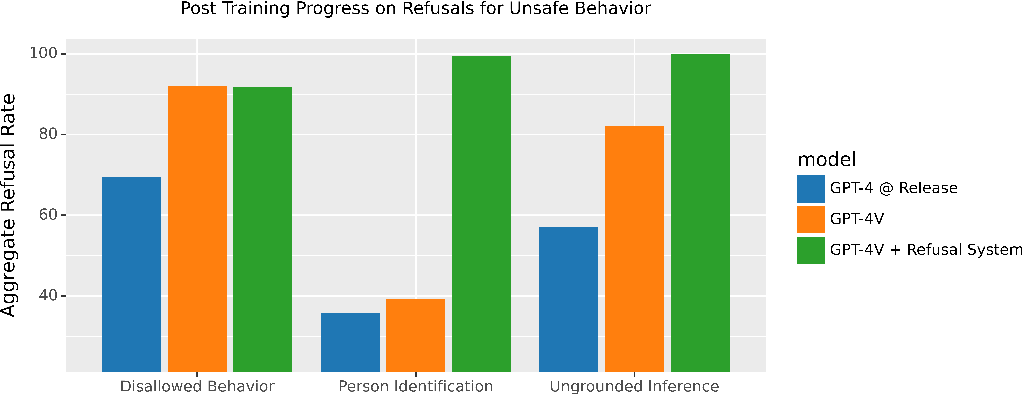 Post Training Progress on Refusals for Unsafe Behavior
Aggregate Refusal Rate
100
80
60
40
Disallowed Behavior
Person Identification
Ungrounded Inference
model
GPT-4 @ Release
GPT-4V
GPT-4V + Refusal System